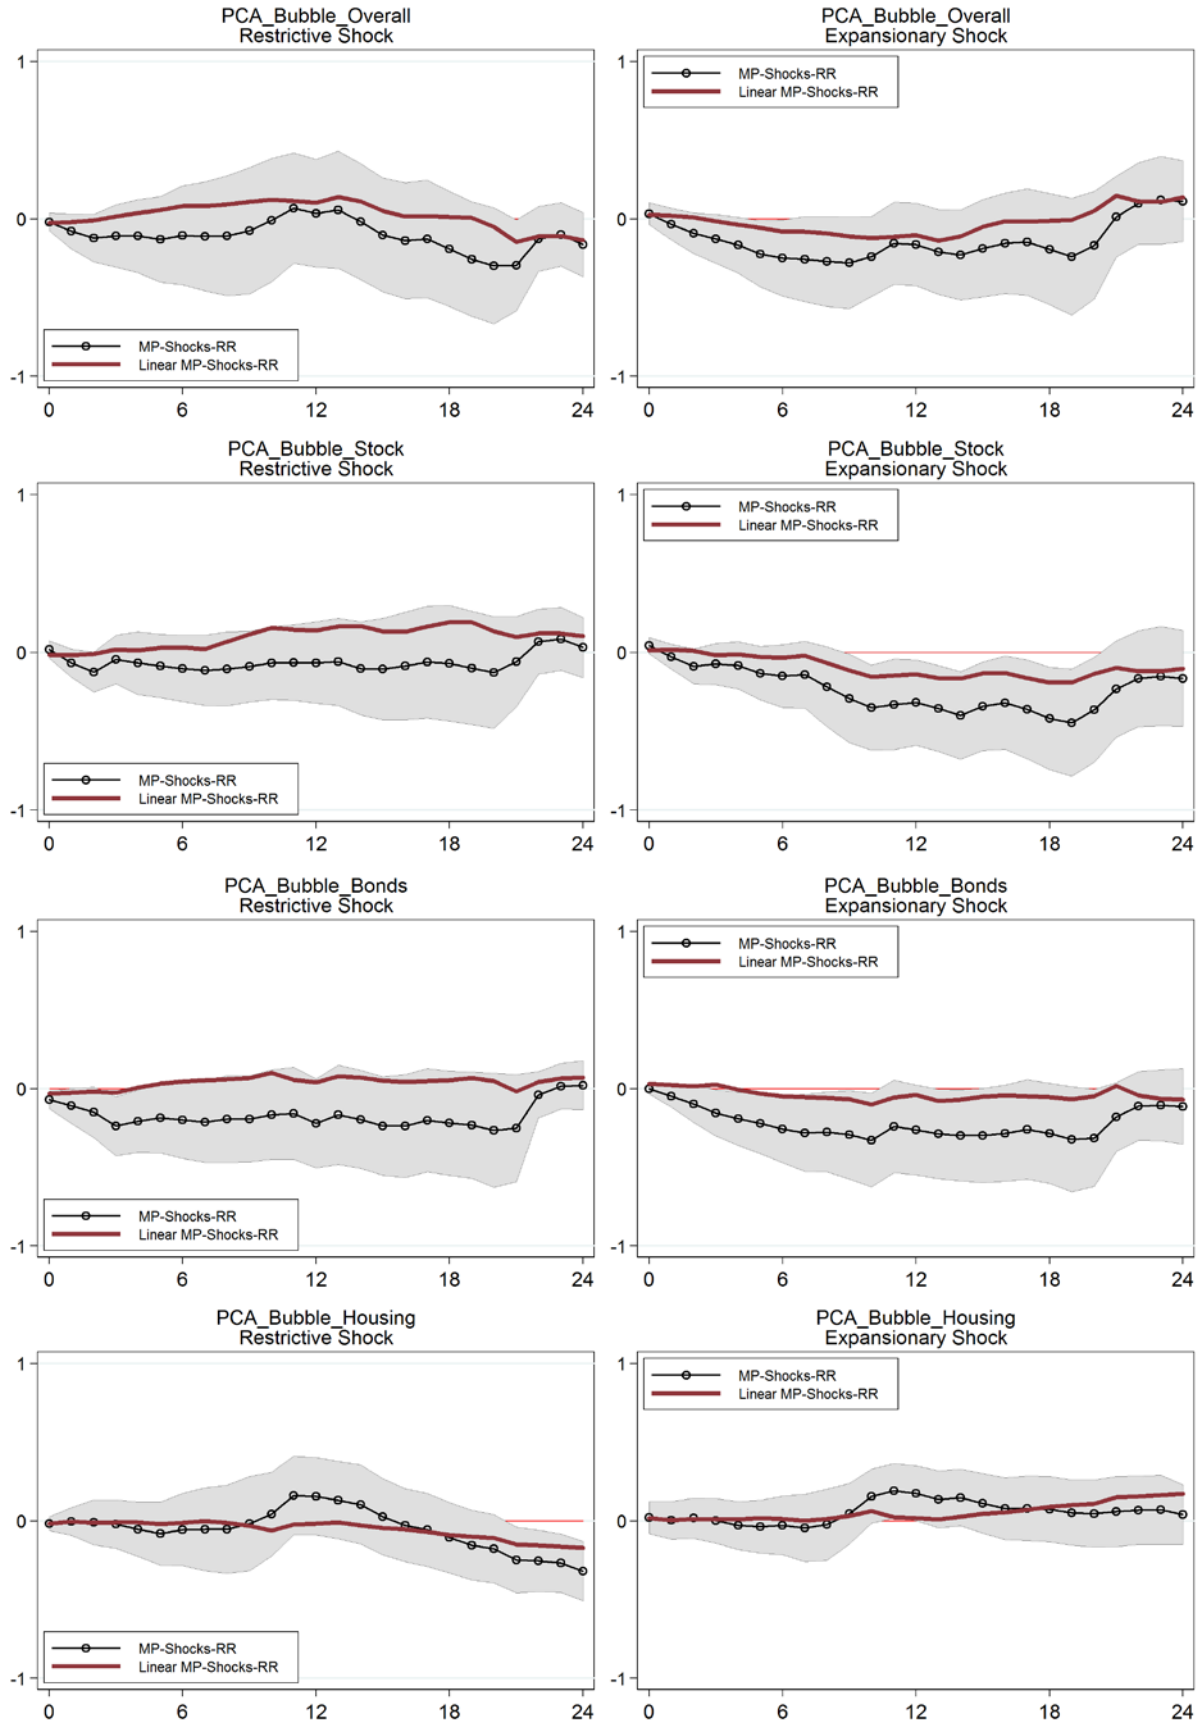 PCA_Bubble_Overall
Restrictive Shock
1
0
-1
MP-Shocks-RR
Linear MP-Shocks-RR
0 6 12 18 24
PCA_Bubble_Overall
Expansionary Shock
MP-Shocks-RR
Linear MP-Shocks-RR
1
0
-1
0 6 12 18 24
PCA_Bubble_Stock
Restrictive Shock
1
0
-1
MP-Shocks-RR
Linear MP-Shocks-RR
0 6 12 18 24
PCA_Bubble_Stock
Expansionary Shock
MP-Shocks-RR
Linear MP-Shocks-RR
1
0
-1
0 6 12 18 24
PCA_Bubble_Bonds
Restrictive Shock
1
0
-1
MP-Shocks-RR
Linear MP-Shocks-RR
0 6 12 18 24
PCA_Bubble_Bonds
Expansionary Shock
MP-Shocks-RR
Linear MP-Shocks-RR
1
0
-1
0 6 12 18 24
PCA_Bubble_Housing
Restrictive Shock
1
0
-1
MP-Shocks-RR
Linear MP-Shocks-RR
0 6 12 18 24
PCA_Bubble_Housing
Expansionary Shock
MP-Shocks-RR
Linear MP-Shocks-RR
1
0
-1
0 6 12 18 24